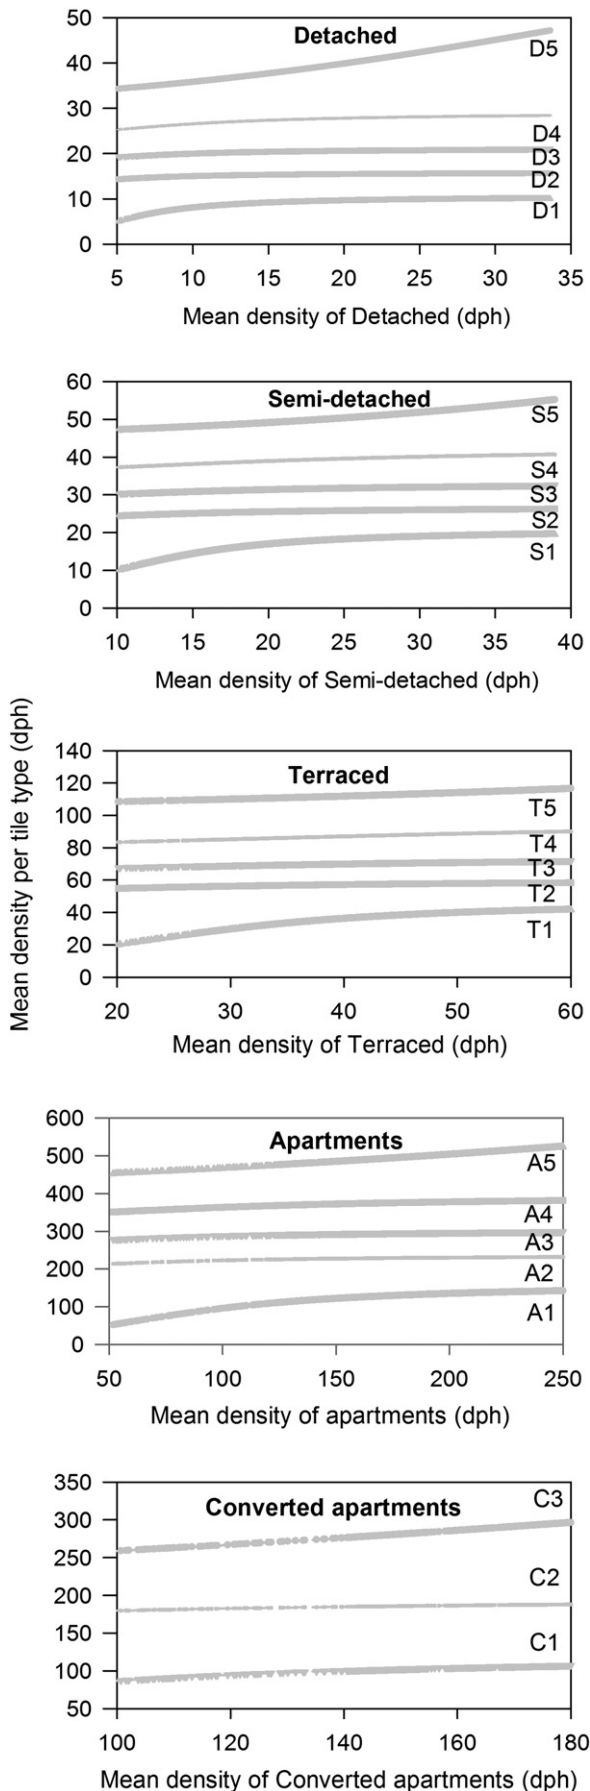 Mean density per tile type (dph)
50
40
30
20
10
0
Detached
D5
D4
D3
D2
D1
5 10 15 20 25 30 35
Mean density of Detached (dph)
60
50
40
30
20
10
0
Semi-detached
S5
S4
S3
S2
S1
10 15 20 25 30 35 40
Mean density of Semi-detached (dph)
140
120
100
80
60
40
20
0
Terraced
T5
T4
T3
T2
T1
20 30 40 50 60
Mean density of Terraced (dph)
600
500
400
300
200
100
0
Apartments
A5
A4
A3
A2
A1
50 100 150 200 250
Mean density of apartments (dph)
350
300
250
200
150
100
50
Converted apartments
C3
C2
C1
100 120 140 160 180
Mean density of Converted apartments (dph)